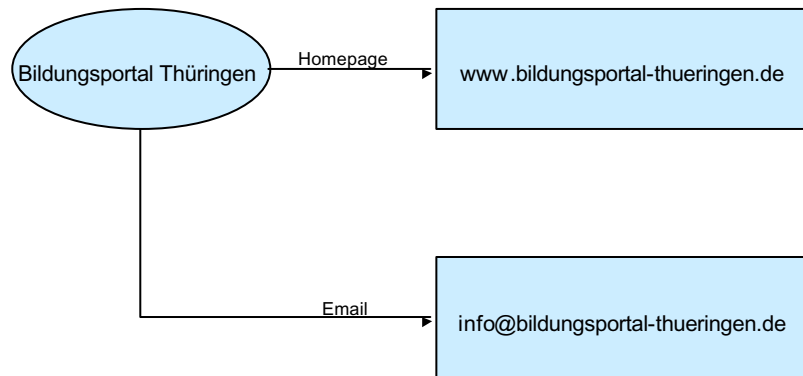 Bildungsportal Thüringen
Homepage
www.bildungsportal-thueringen.de
Email
info@bildungsportal-thueringen.de